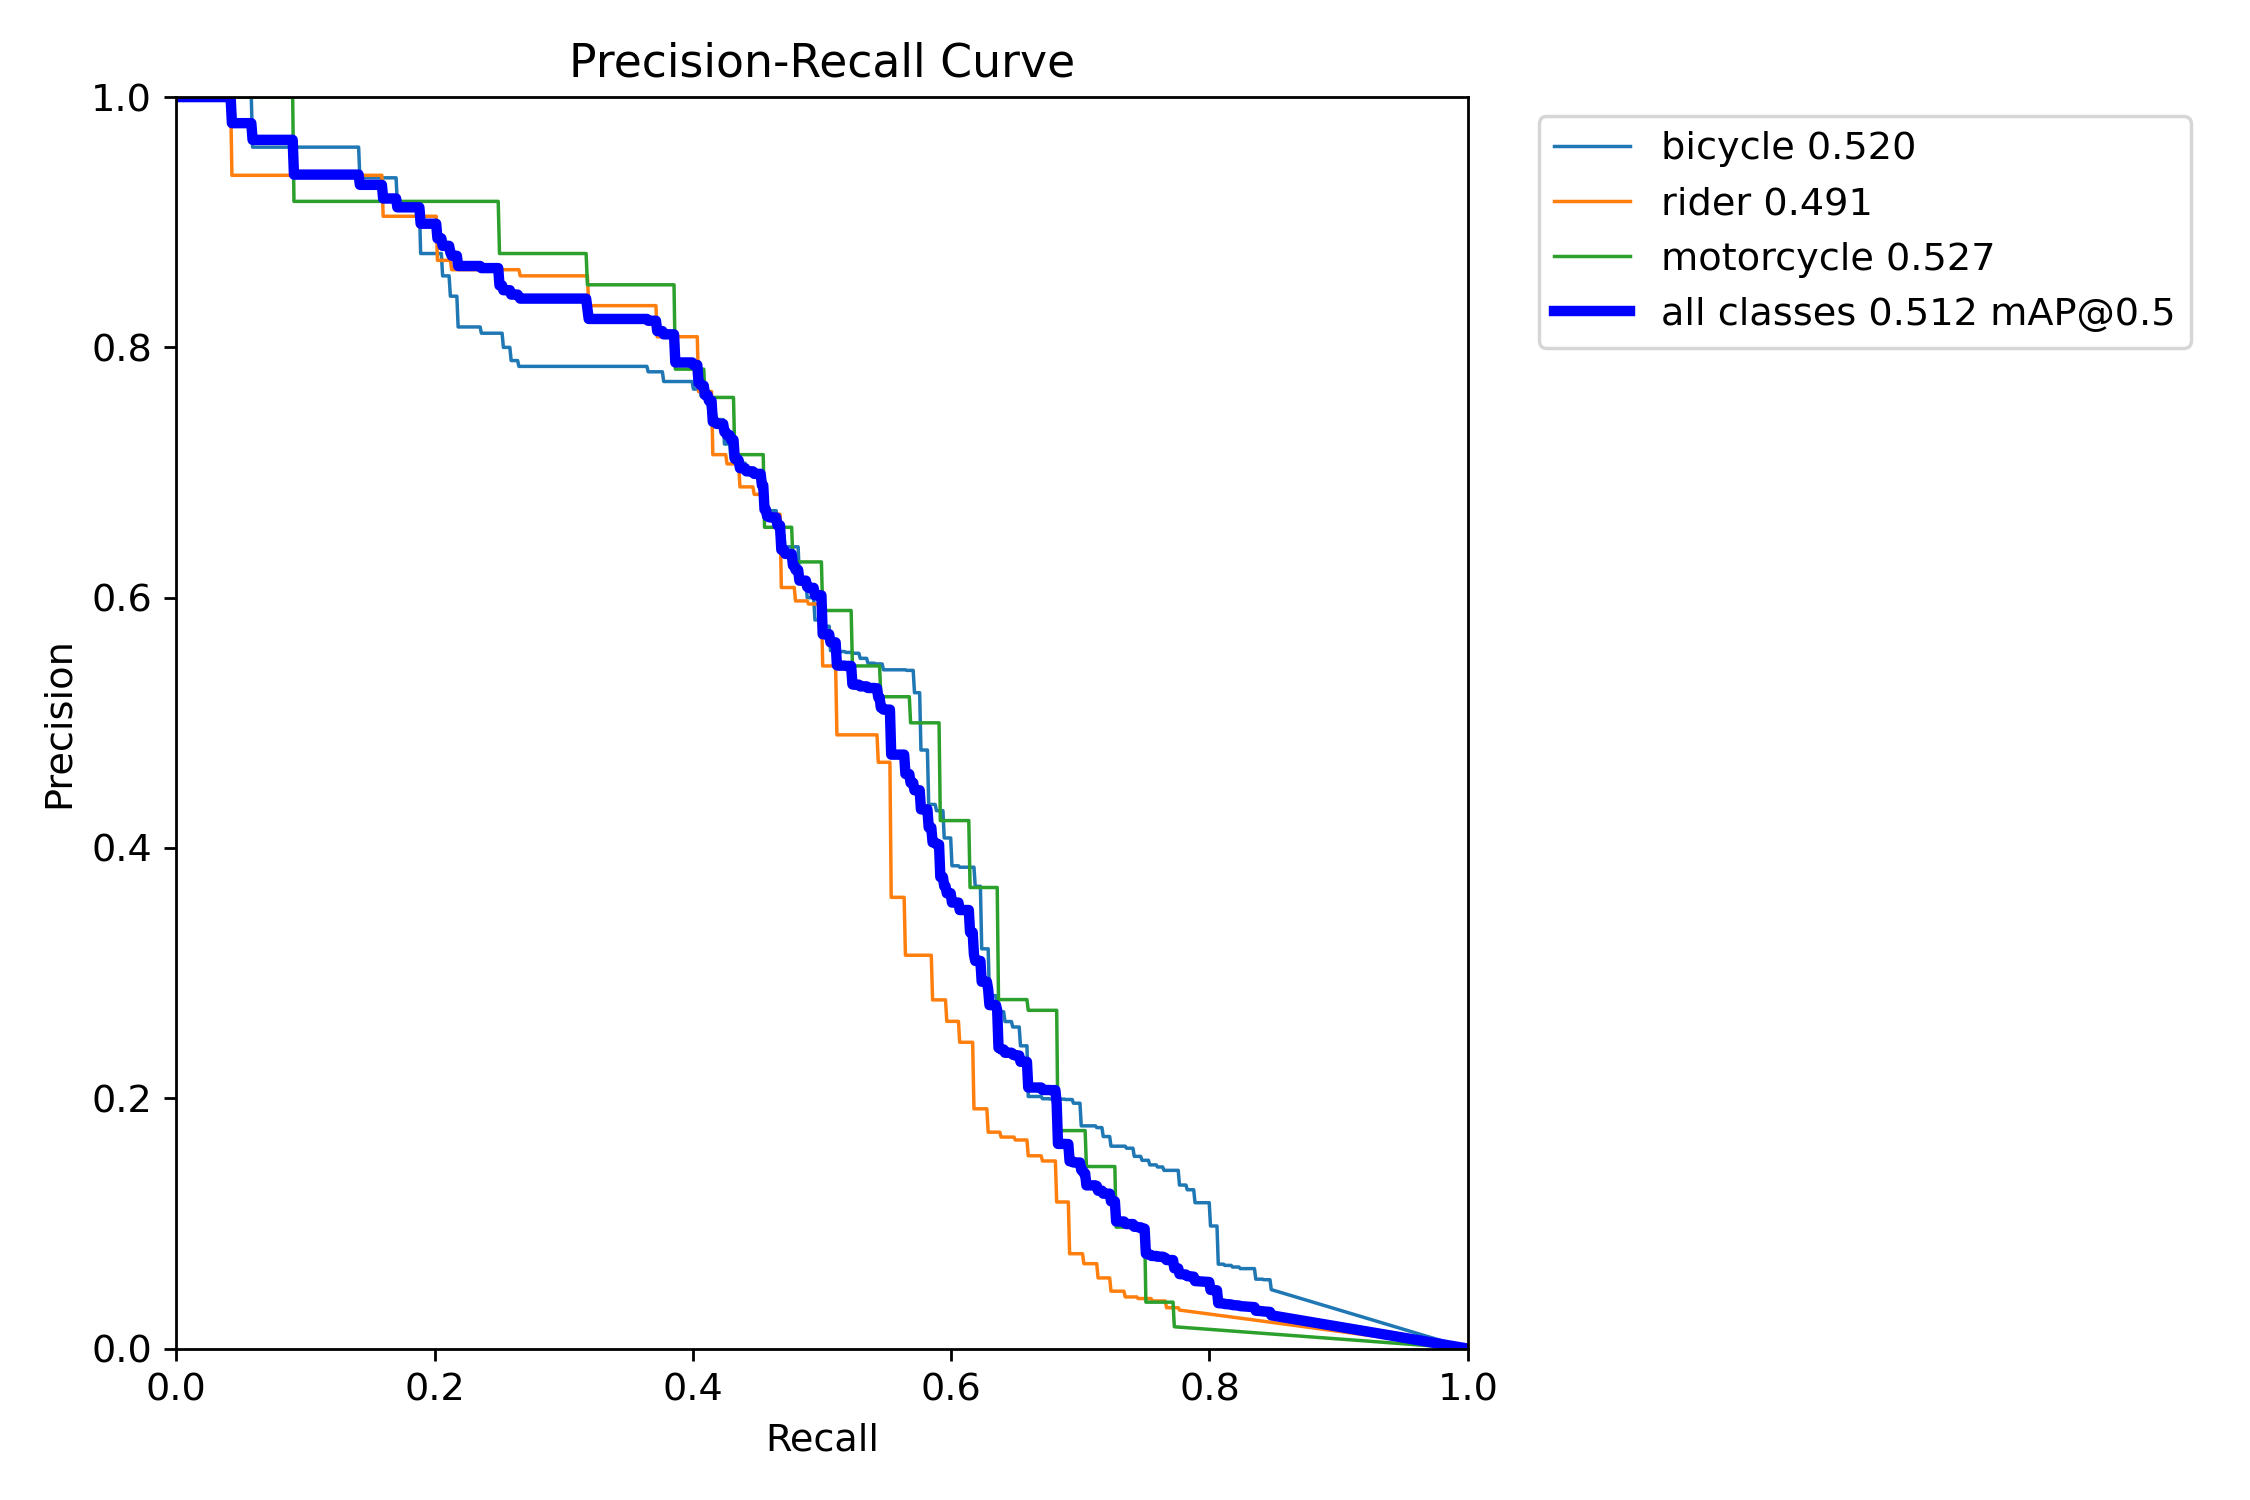 Precision-Recall Curve
1.0
0.8
0.6
0.4
0.2
0.0
Precision
0.0 0.2 0.4 0.6 0.8 1.0
Recall
bicycle 0.520
rider 0.491
motorcycle 0.527
all classes 0.512 mAP@0.5